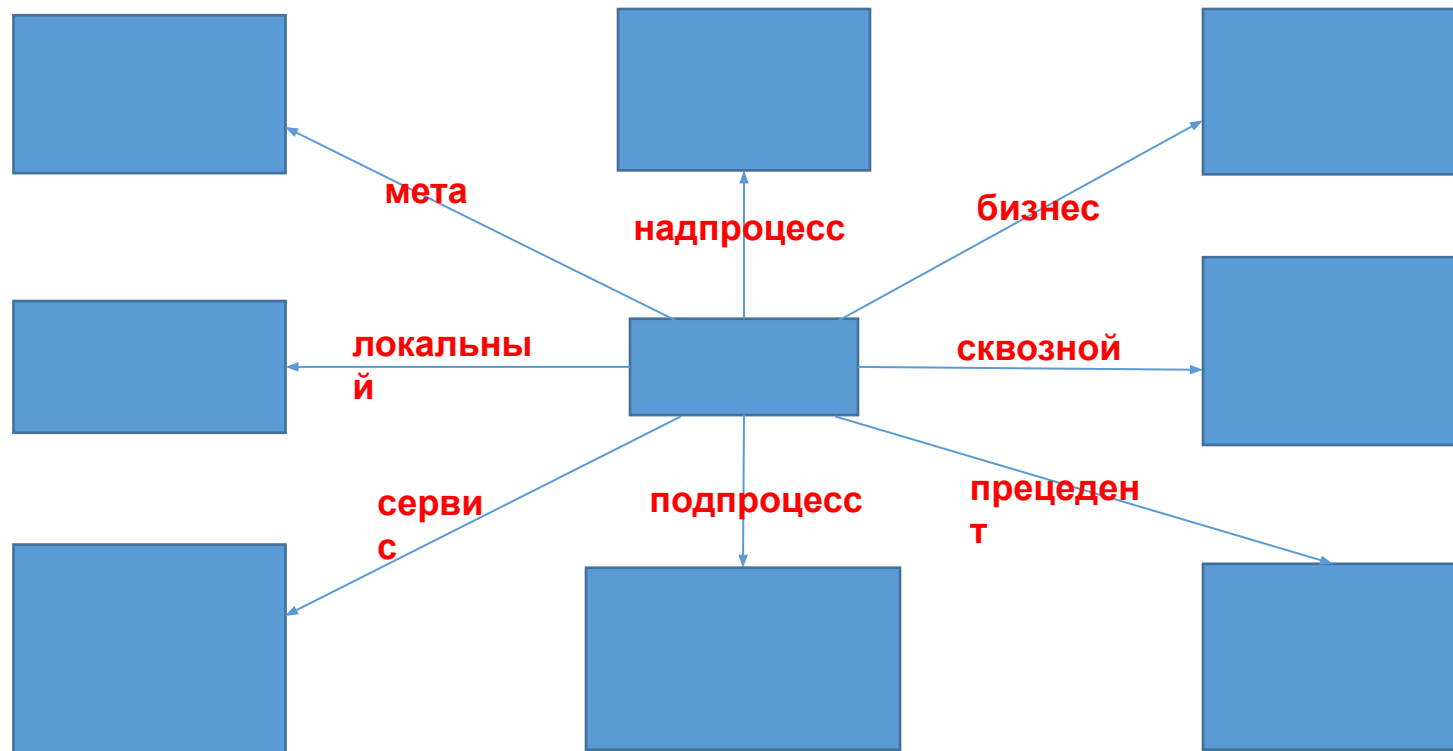 мета
надпроцесс
бизнес
локальны
й
сквозной
серви
с
подпроцесс
прецеден
т